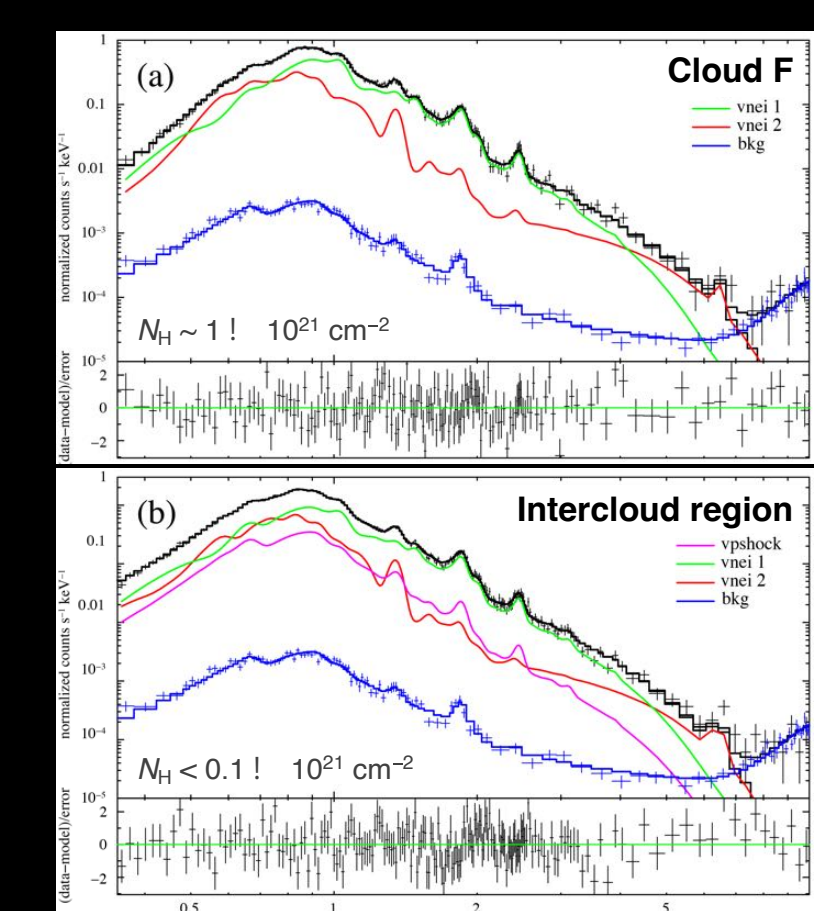 (a)
Cloud F
vnei 1
vnei 2
bkg
normalized counts s⁻¹ keV⁻¹
1
0.1
0.01
10⁻³
10⁻⁴
10⁻⁵
N_H ~ 1 ! 10²¹ cm⁻²
data−model)/error
2
0
−2
(b)
Intercloud region
vpshock
vnei 1
vnei 2
bkg
normalized counts s⁻¹ keV⁻¹
1
0.1
0.01
10⁻³
10⁻⁴
10⁻⁵
N_H < 0.1 ! 10²¹ cm⁻²
(data−model)/error
2
0
−2
0.5 1 2 5